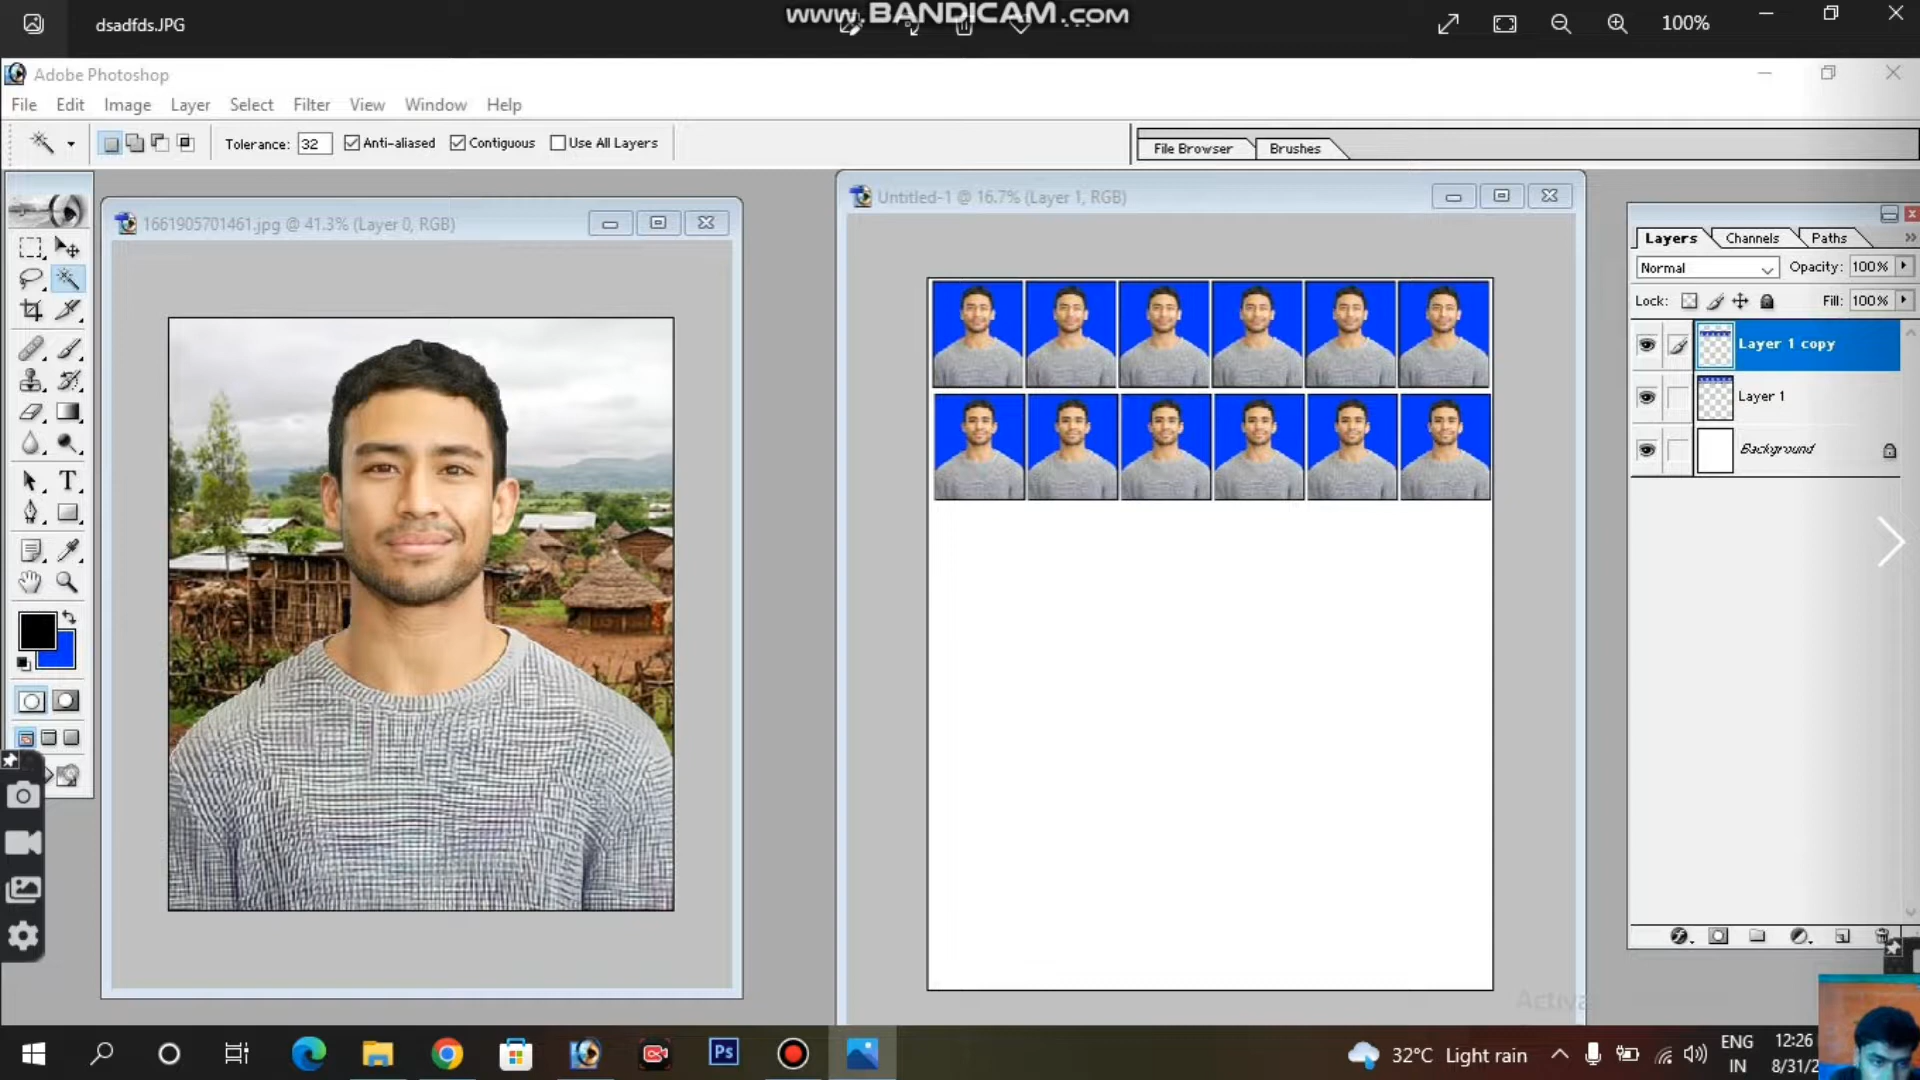 dsadfds.JPG
www.BANDICAM.com
100%
Adobe Photoshop
File Edit Image Layer Select Filter View Window Help
Tolerance: 32 Anti-aliased Contiguous Use All Layers
File Browser Brushes
1661905701461.jpg @ 41.3% (Layer 0, RGB)
Untitled-1 @ 16.7% (Layer 1, RGB)
Layers Channels Paths
Normal Opacity: 100%
Lock: Fill: 100%
Layer 1 copy
Layer 1
Background
T
Activa
Ps
32°C Light rain
ENG
IN
12:26
8/31/2